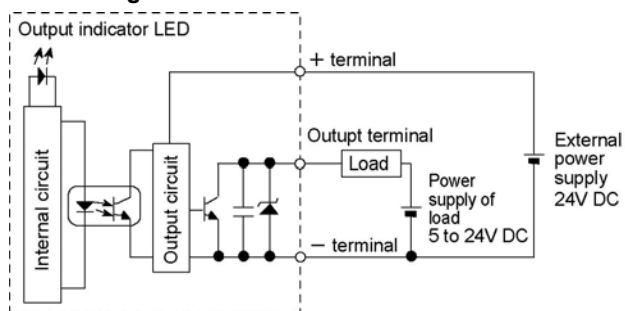 Output indicator LED
+ terminal
Outupt terminal
Load
Internal circuit
Output circuit
Power
supply of
load
5 to 24V DC
External
power
supply
24V DC
− terminal